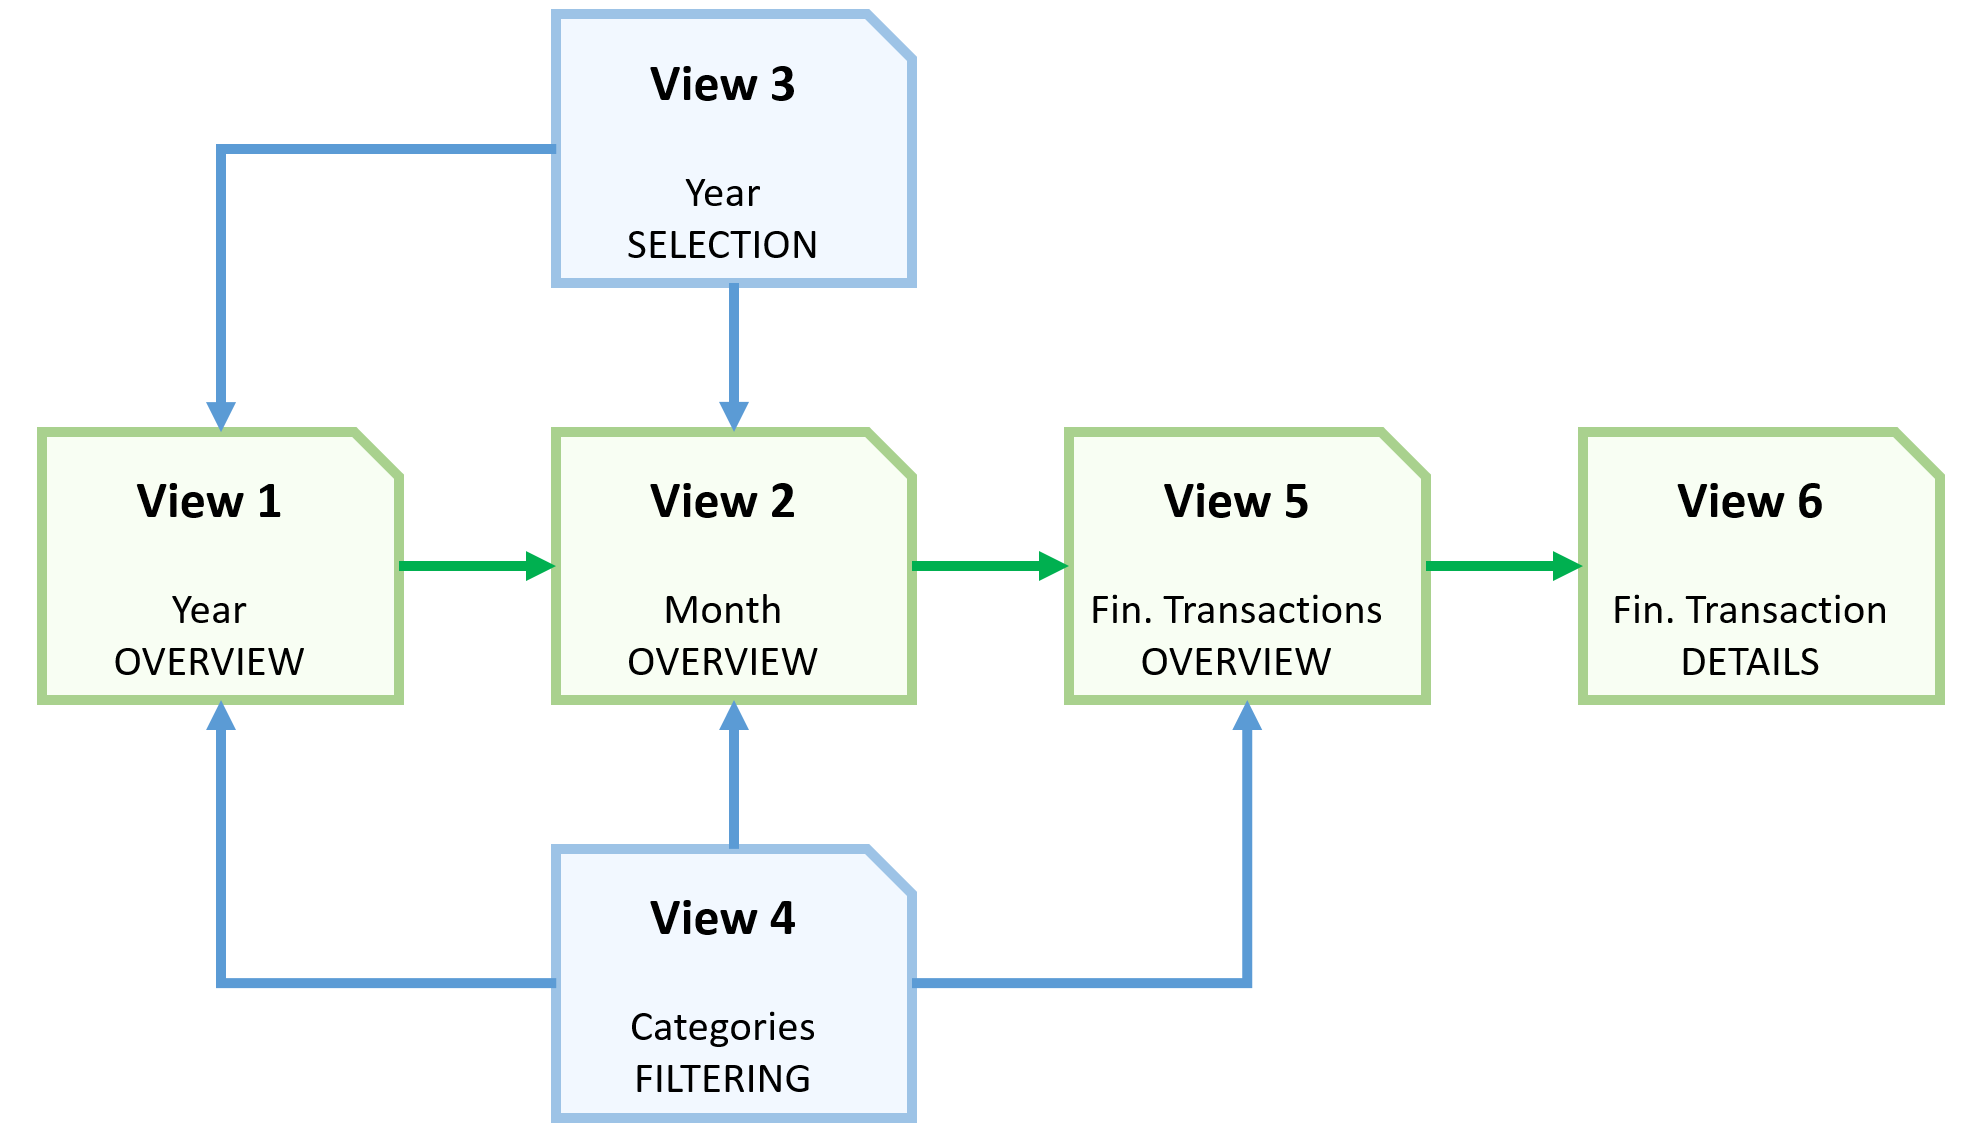 View 3
Year
SELECTION
View 1
Year
OVERVIEW
View 2
Month
OVERVIEW
View 5
Fin. Transactions
OVERVIEW
View 6
Fin. Transaction
DETAILS
View 4
Categories
FILTERING